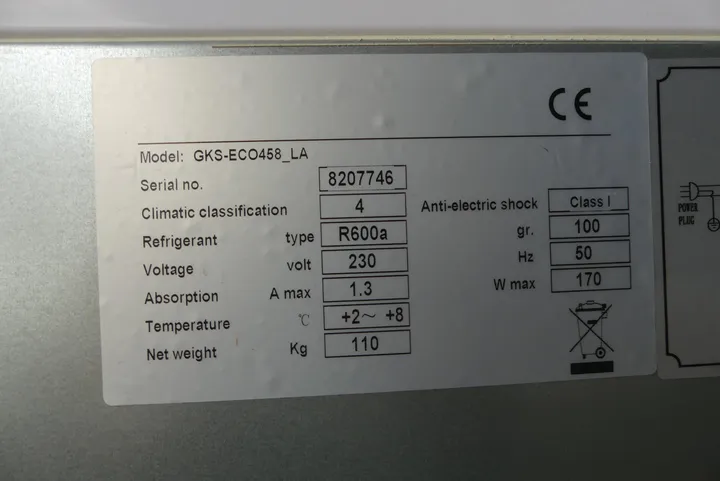 CE
Model: GKS-ECO458_LA
Serial no. 8207746
Climatic classification 4 Anti-electric shock Class I
Refrigerant type R600a gr. 100
Voltage volt 230 Hz 50
Absorption A max 1.3 W max 170
Temperature ℃ +2～ +8
Net weight Kg 110
POWER
PLUG